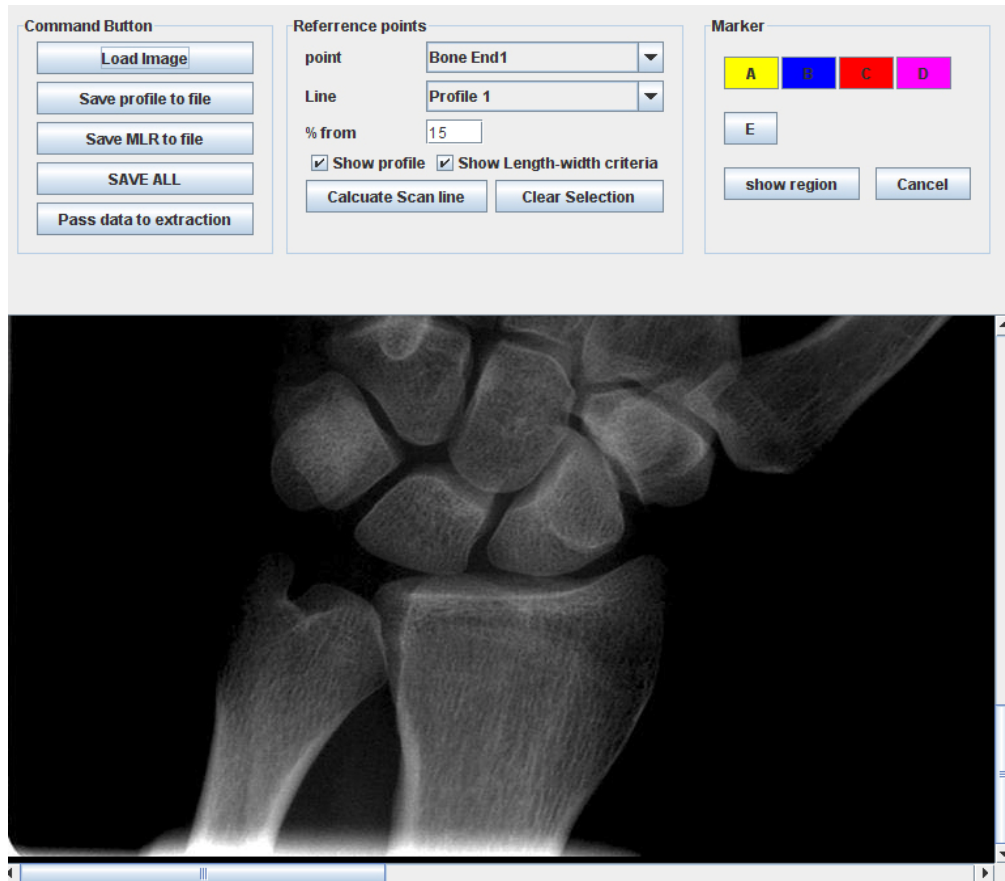 Command Button
Load Image
Save profile to file
Save MLR to file
SAVE ALL
Pass data to extraction
Referrence points
point Bone End1
Line Profile 1
% from 15
Show profile Show Length-width criteria
Calcuate Scan line Clear Selection
Marker
A B C D
E
show region Cancel